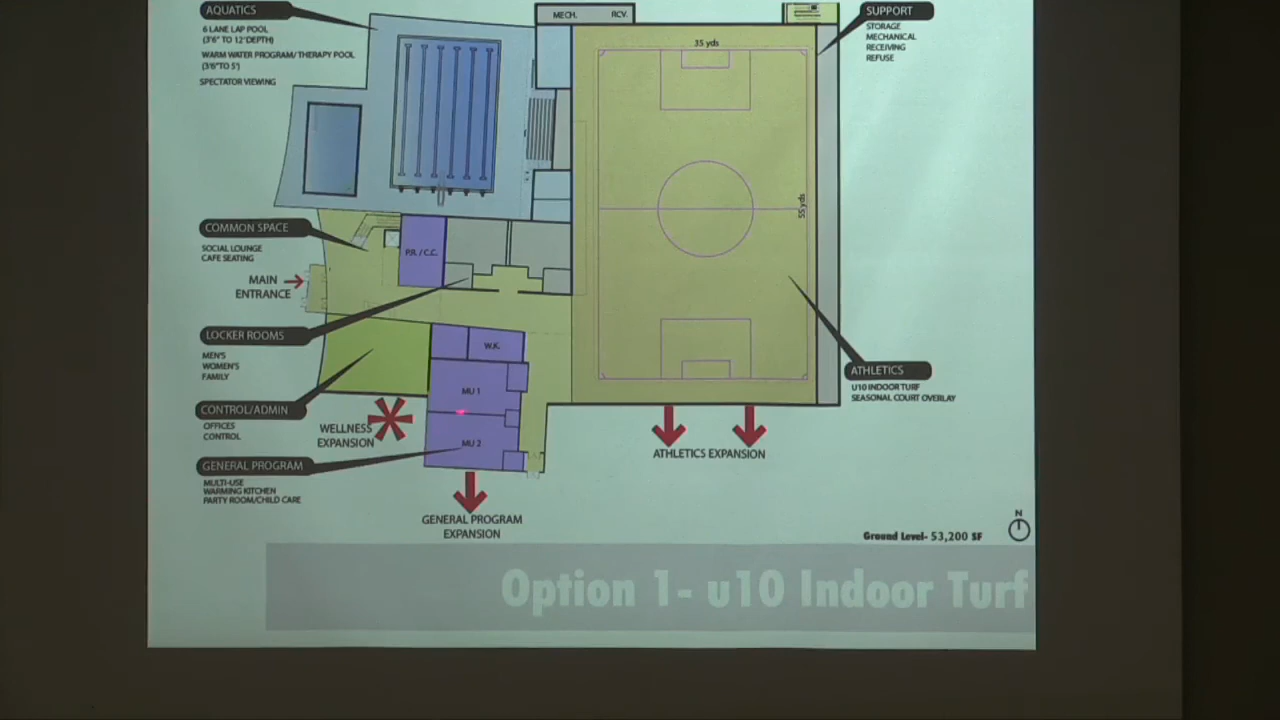 AQUATICS
6 LANE LAP POOL
(3'6" TO 12' DEPTH)
WARM WATER PROGRAM/ THERAPY POOL
(3'6"TO 5')
SPECTATOR VIEWING
MECH. RCV.
SUPPORT
STORAGE
MECHANICAL
RECEIVING
REFUSE
35 yds
55 yds
COMMON SPACE
SOCIAL LOUNGE
CAFE SEATING
P.R. / C.C.
MAIN
ENTRANCE
LOCKER ROOMS
MEN'S
WOMEN'S
FAMILY
W.K.
MU 1
MU 2
CONTROL/ADMIN
OFFICES
CONTROL
WELLNESS
EXPANSION
GENERAL PROGRAM
MULTI-USE
WARMING KITCHEN
PARTY ROOM/CHILD CARE
ATHLETICS
U10 INDOOR TURF
SEASONAL COURT OVERLAY
ATHLETICS EXPANSION
GENERAL PROGRAM
EXPANSION
N
Ground Level- 53,200 SF
Option 1- u10 Indoor Turf